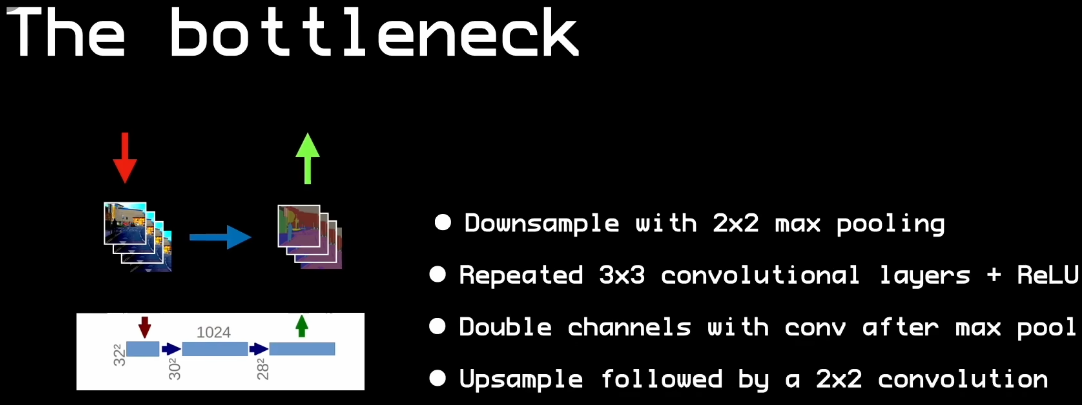 The bottleneck
● Downsample with 2x2 max pooling
● Repeated 3x3 convolutional layers + ReLU
● Double channels with conv after max pool
● Upsample followed by a 2x2 convolution
1024
32²
30²
28²